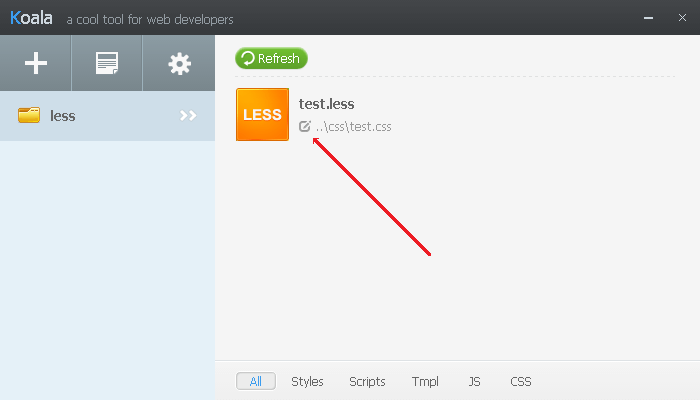 Koala a cool tool for web developers
Refresh
less
LESS
test.less
..\css\test.css
All Styles Scripts Tmpl JS CSS